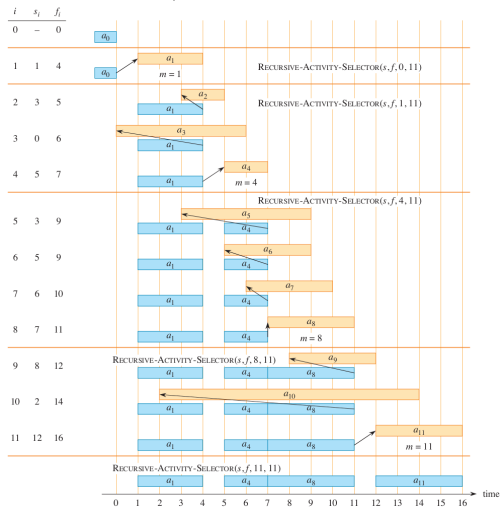 i s_i f_i
0 – 0 a_0
1 1 4 a_0 a_1 m = 1 RECURSIVE-ACTIVITY-SELECTOR(s, f, 0, 11)
2 3 5 a_1 a_2 RECURSIVE-ACTIVITY-SELECTOR(s, f, 1, 11)
3 0 6 a_3 a_1
4 5 7 a_1 a_4 m = 4
RECURSIVE-ACTIVITY-SELECTOR(s, f, 4, 11)
5 3 9 a_5 a_1 a_4
6 5 9 a_6 a_1 a_4
7 6 10 a_7 a_1 a_4
8 7 11 a_8 a_1 a_4 m = 8
RECURSIVE-ACTIVITY-SELECTOR(s, f, 8, 11)
9 8 12 a_9 a_1 a_4 a_8
10 2 14 a_10 a_1 a_4 a_8
11 12 16 a_11 a_1 a_4 a_8 m = 11
RECURSIVE-ACTIVITY-SELECTOR(s, f, 11, 11)
a_1 a_4 a_8 a_11
time
0 1 2 3 4 5 6 7 8 9 10 11 12 13 14 15 16